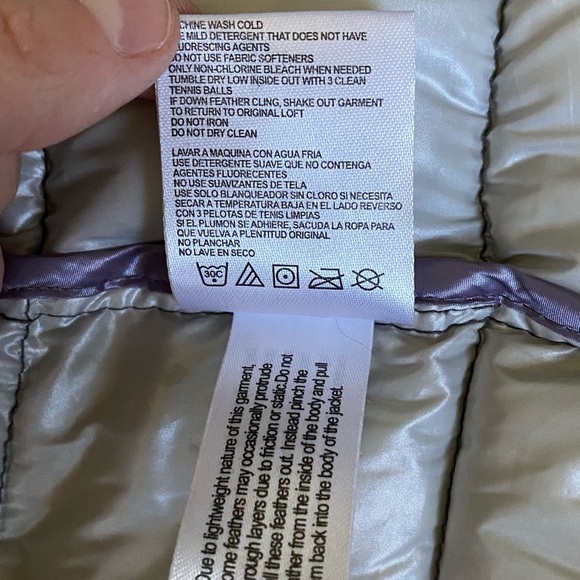 CHINE WASH COLD
E MILD DETERGENT THAT DOES NOT HAVE
UORESCING AGENTS
DO NOT USE FABRIC SOFTENERS
ONLY NON-CHLORINE BLEACH WHEN NEEDED
TUMBLE DRY LOW INSIDE OUT WITH 3 CLEAN
TENNIS BALLS
IF DOWN FEATHER CLING, SHAKE OUT GARMENT
TO RETURN TO ORIGINAL LOFT
DO NOT IRON
DO NOT DRY CLEAN
LAVAR A MAQUINA CON AGUA FRIA
USE DETERGENTE SUAVE QUE NO CONTENGA
AGENTES FLUORECENTES
NO USE SUAVIZANTES DE TELA
USE SOLO BLANQUEADOR SIN CLORO SI NECESITA
SECAR A TEMPERATURA BAJA EN EL LADO REVERSO
CON 3 PELOTAS DE TENIS LIMPIAS
SI EL PLUMON SE ADHIERE, SACUDA LA ROPA PARA
QUE VUELVA A PLENTITUD ORIGINAL
NO PLANCHAR
NO LAVE EN SECO
30C
Due to lightweight nature of this garment,
ome feathers may occasionally protrude
rough layers due to friction or static.Do not
ll these feathers out. Instead pinch the
from the inside of the body and pull
m back into the body of the jacket.